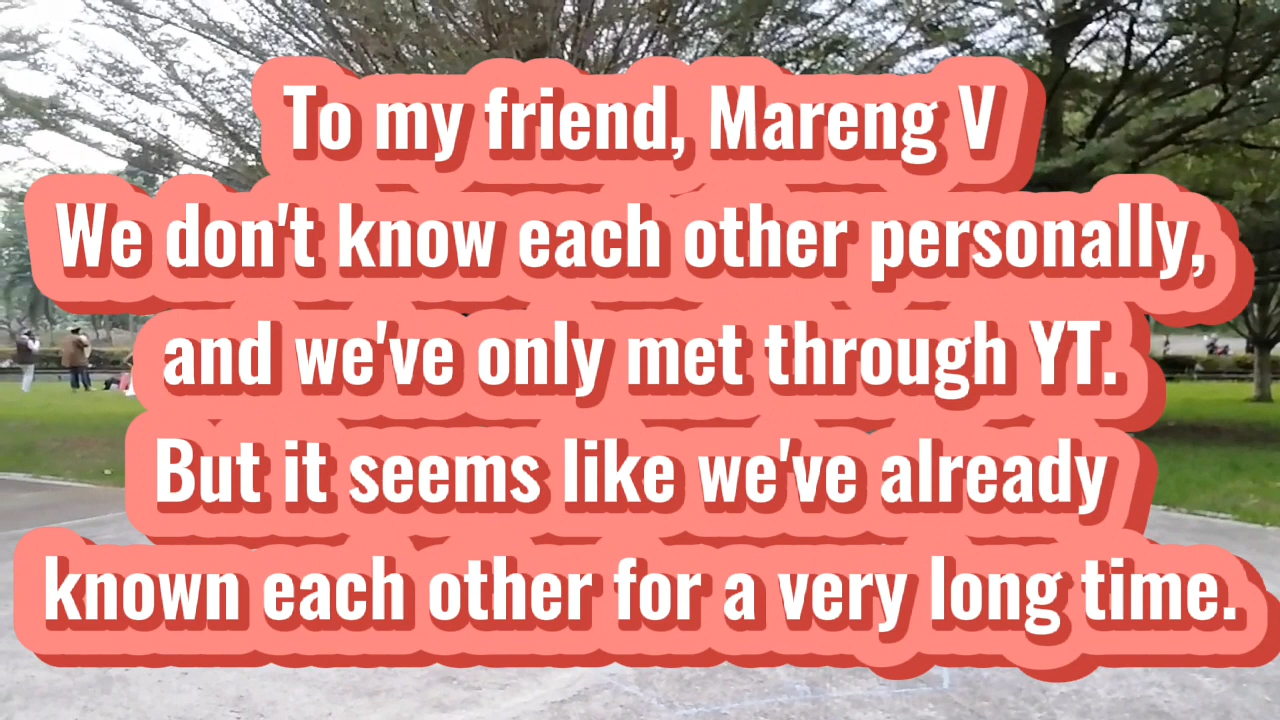 To my friend, Mareng V
We don't know each other personally,
and we've only met through YT.
But it seems like we've already
known each other for a very long time.